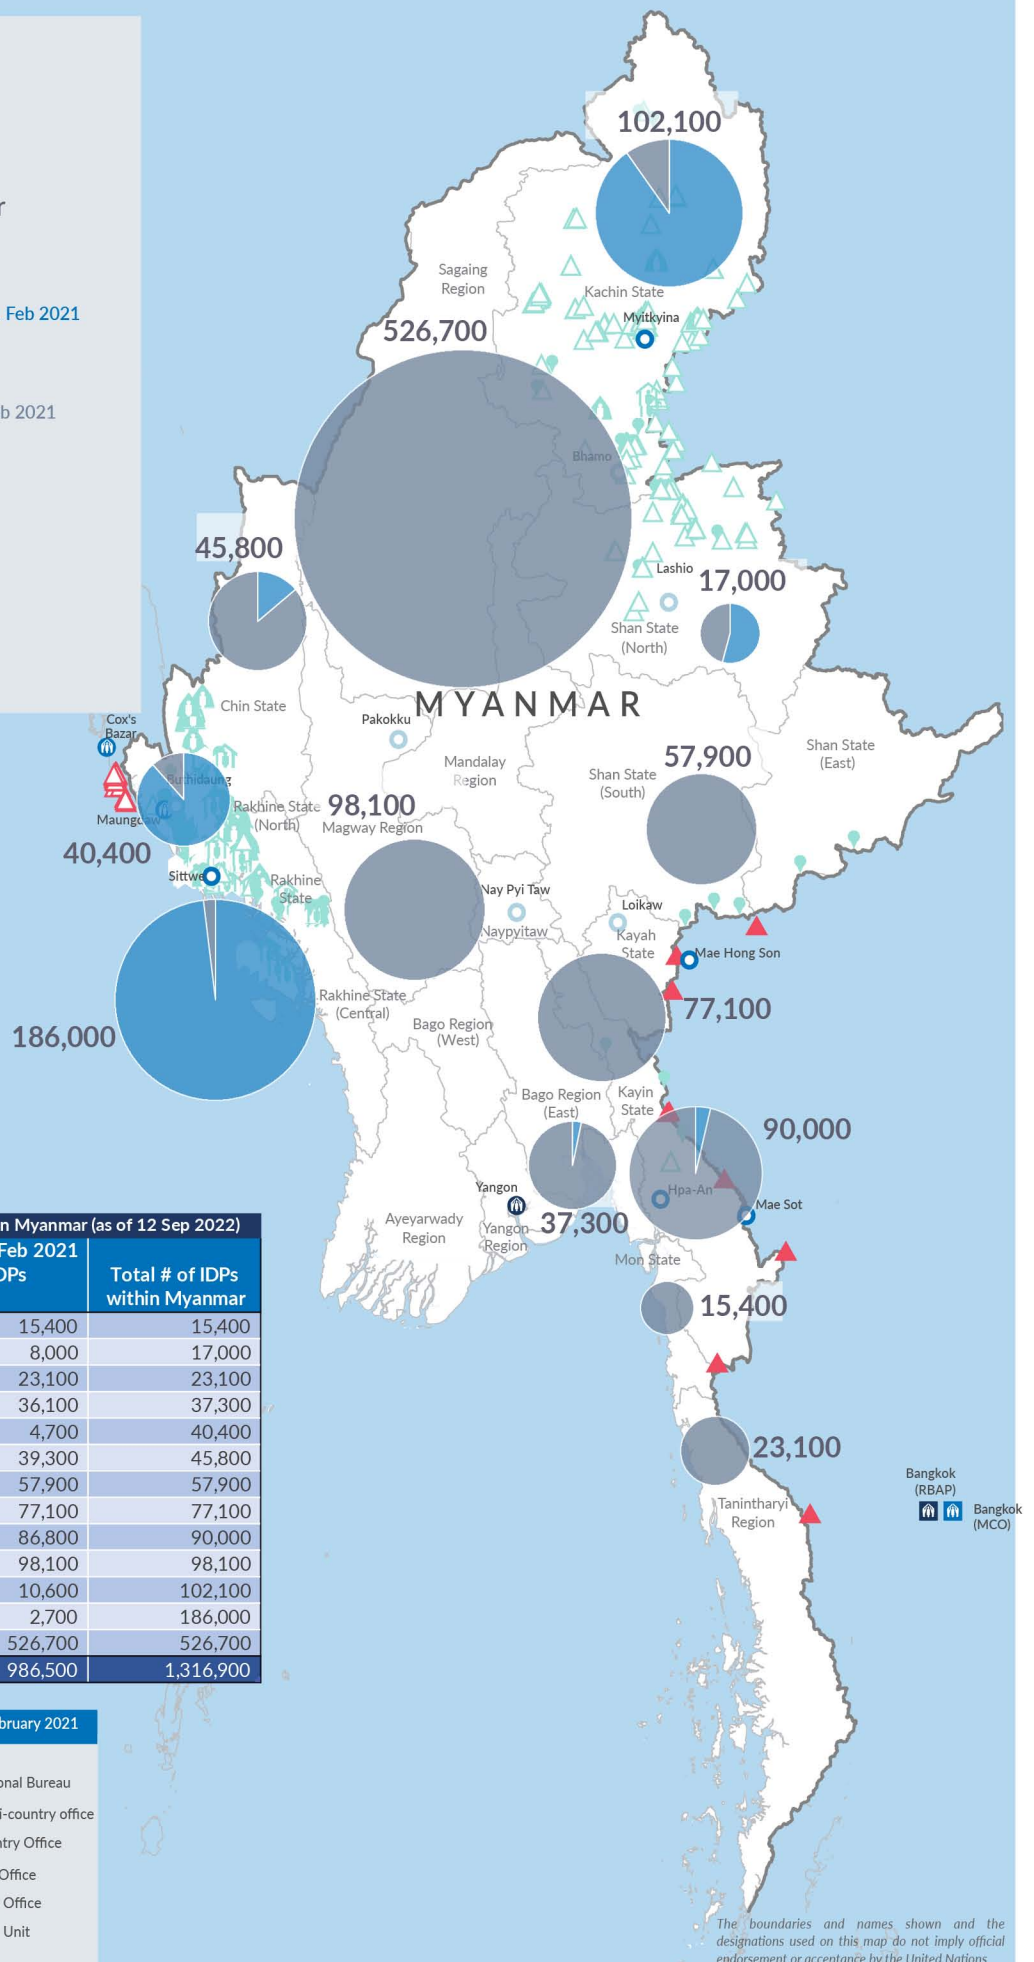 r
Feb 2021
b 2021
102,100
Sagaing
Region
Kachin State
Myitkyina
526,700
Bhamo
45,800
Lashio
17,000
Shan State
(North)
MYANMAR
Chin State
Pakokku
Cox's
Bazar
Mandalay
Region
57,900
Shan State
(South)
Shan State
(East)
Buthidaung
Rakhine State
(North)
98,100
Magway Region
Maungdaw
40,400
Sittwe
Rakhine
State
Nay Pyi Taw
Naypyitaw
Loikaw
Kayah
State
Mae Hong Son
77,100
Rakhine State
(Central)
186,000
Bago Region
(West)
Bago Region
(East)
Kayin
State
90,000
Yangon
Hpa-An
Mae Sot
Ayeyarwady
Region
Yangon
Region
37,300
Mon State
15,400
23,100
Tanintharyi
Region
Bangkok
(RBAP)
Bangkok
(MCO)
n Myanmar (as of 12 Sep 2022)
Feb 2021
DPs
Total # of IDPs
within Myanmar
15,400 15,400
8,000 17,000
23,100 23,100
36,100 37,300
4,700 40,400
39,300 45,800
57,900 57,900
77,100 77,100
86,800 90,000
98,100 98,100
10,600 102,100
2,700 186,000
526,700 526,700
986,500 1,316,900
bruary 2021
onal Bureau
i-country office
ntry Office
Office
Office
Unit
The boundaries and names shown and the
designations used on this map do not imply official
endorsement or acceptance by the United Nations